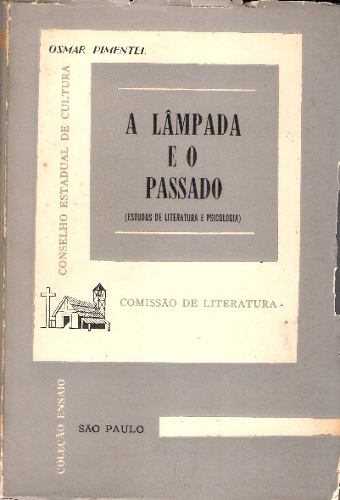 OSMAR PIMENTEL
CONSELHO ESTADUAL DE CULTURA
A LÂMPADA
E O
PASSADO
(ESTUDOS DE LITERATURA E PSICOLOGIA)
COMISSÃO DE LITERATURA
COLEÇÃO ENSAIO
SÃO PAULO